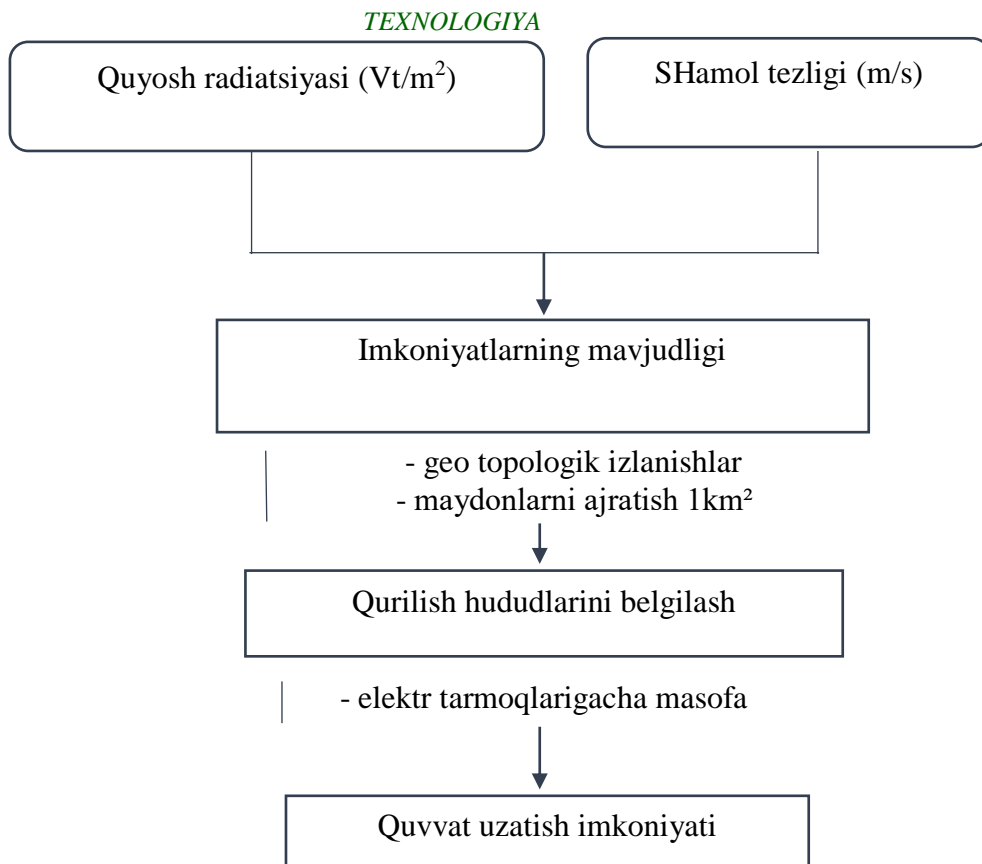 TEXNOLOGIYA
Quyosh radiatsiyasi (Vt/m²)
SHamol tezligi (m/s)
Imkoniyatlarning mavjudligi
- geo topologik izlanishlar
- maydonlarni ajratish 1km²
Qurilish hududlarini belgilash
- elektr tarmoqlarigacha masofa
Quvvat uzatish imkoniyati